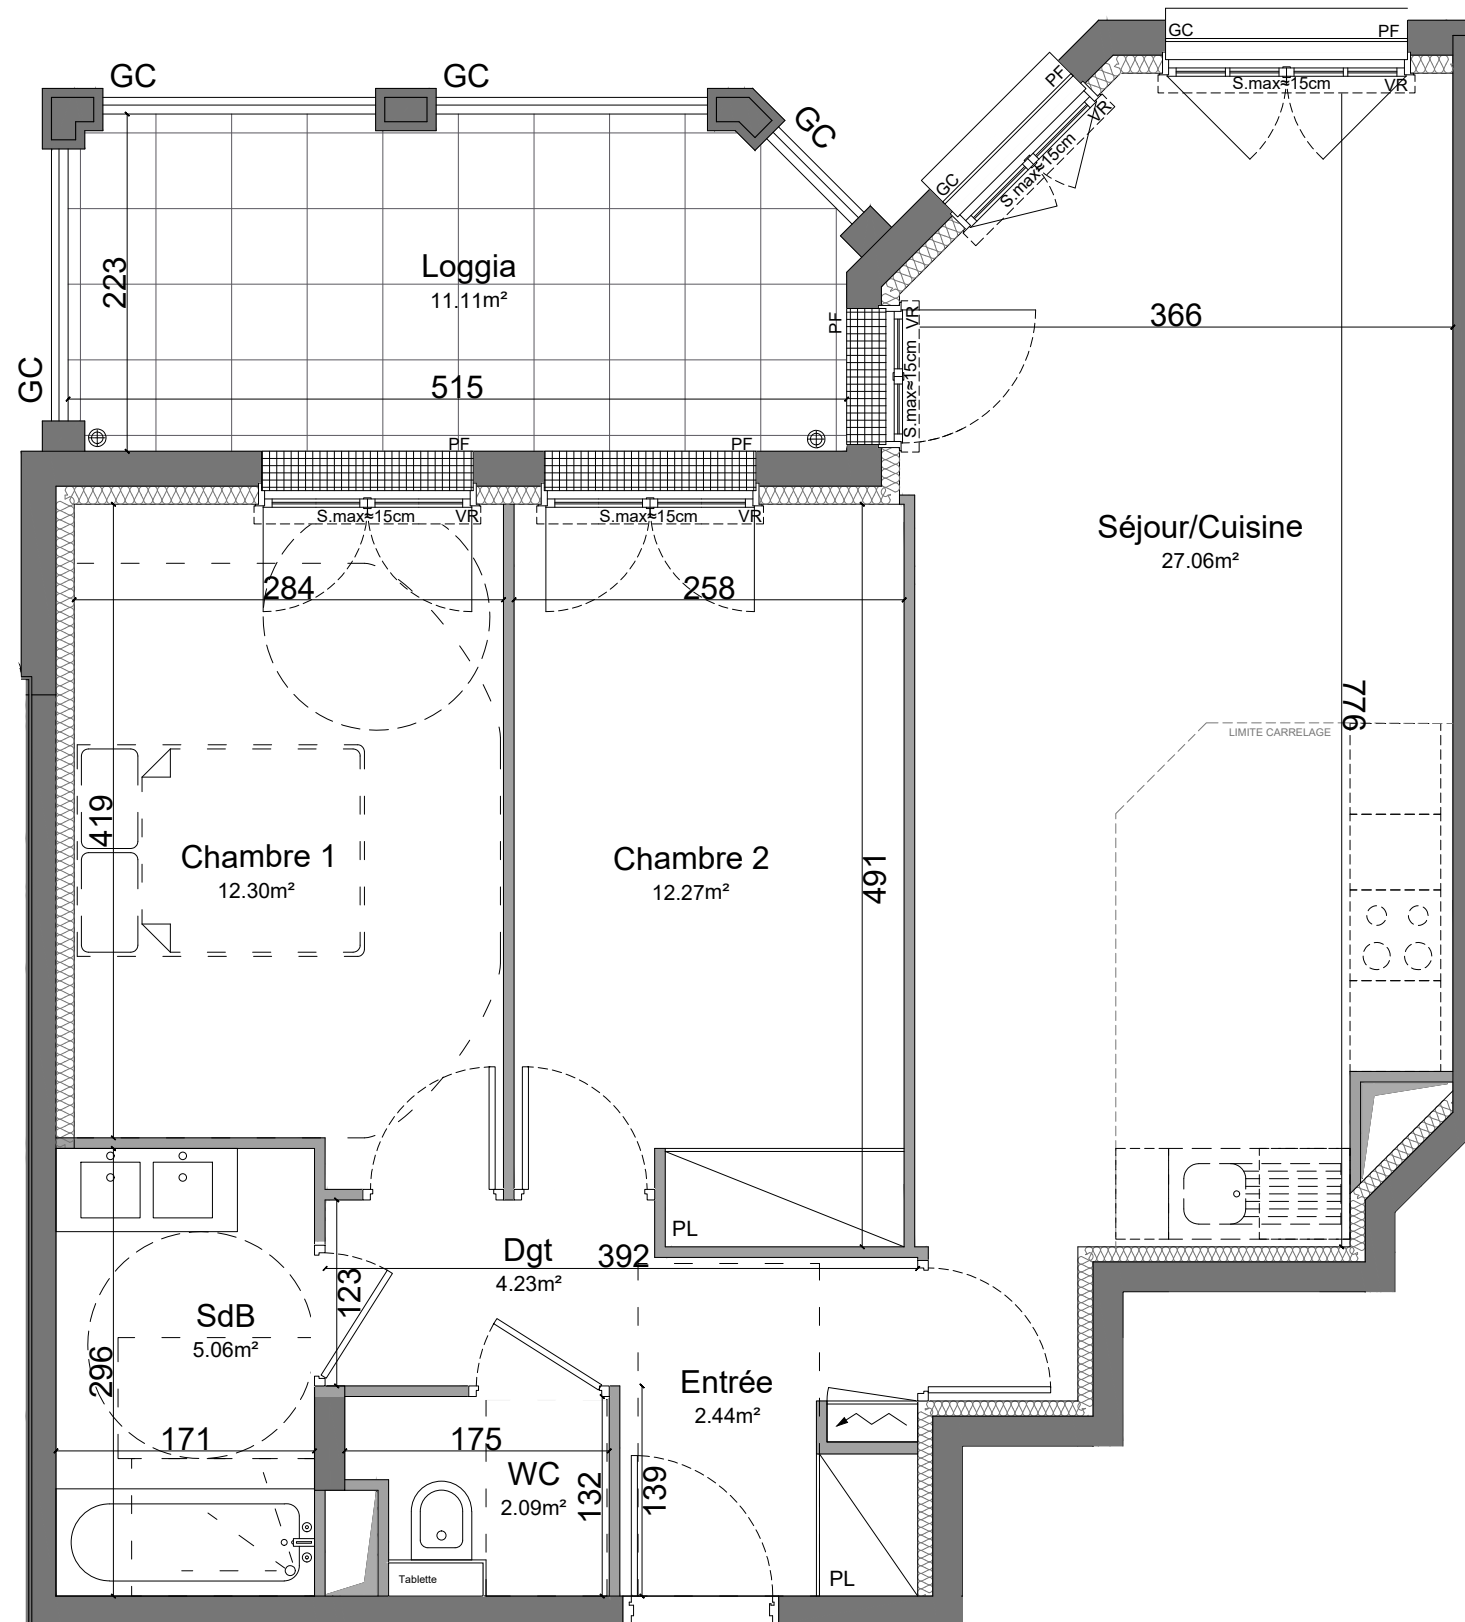 GC
PF
S.max≈15cm
VR
GC
GC
GC
PF
VR
S.max≈15cm
GC
Loggia
11.11m²
223
366
PF
VR
S.max≈15cm
GC
515
PF
PF
S.max≈15cm
VR
S.max≈15cm
VR
Séjour/Cuisine
27.06m²
284
258
776
LIMITE CARRELAGE
419
Chambre 1
12.30m²
Chambre 2
12.27m²
491
PL
Dgt
4.23m²
392
123
SdB
5.06m²
296
Entrée
2.44m²
171
175
WC
2.09m²
132
139
Tablette
PL